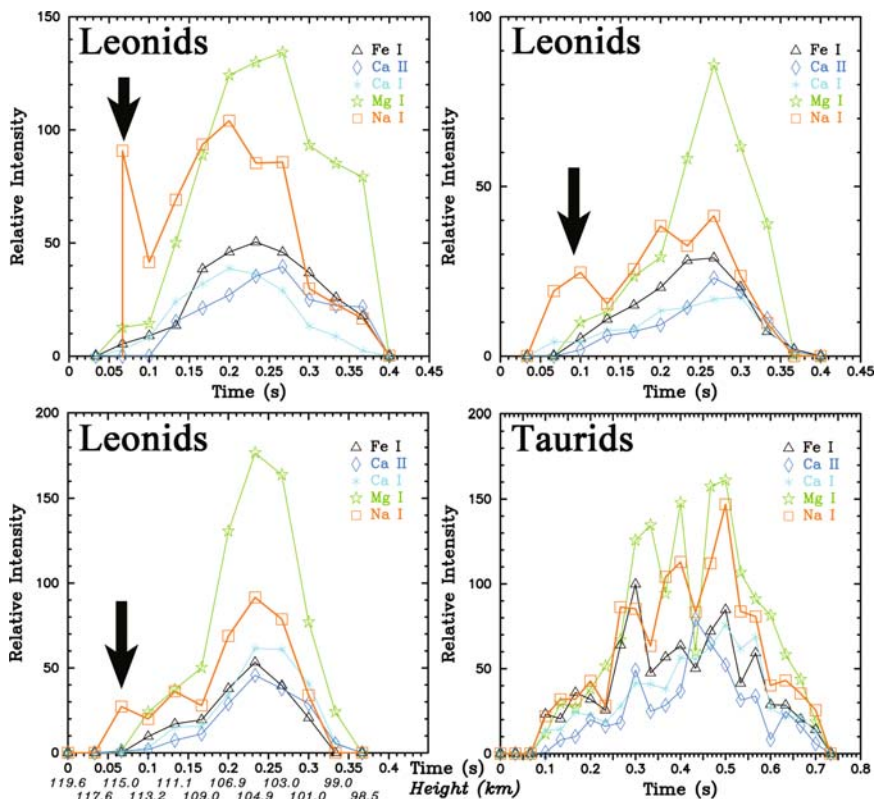 Leonids
Fe I
Ca II
Ca I
Mg I
Na I
Relative Intensity
150
100
50
0
0 0.05 0.1 0.15 0.2 0.25 0.3 0.35 0.4 0.45
Time (s)
Leonids
Fe I
Ca II
Ca I
Mg I
Na I
Relative Intensity
100
50
0
0 0.05 0.1 0.15 0.2 0.25 0.3 0.35 0.4 0.45
Time (s)
Leonids
Fe I
Ca II
Ca I
Mg I
Na I
Relative Intensity
200
150
100
50
0
0 0.05 0.1 0.15 0.2 0.25 0.3 0.35 0.4 0.45
Time (s)
119.6 115.0 111.1 106.9 103.0 99.0
Height (km)
117.6 113.2 109.0 104.9 101.0 98.5
Taurids
Fe I
Ca II
Ca I
Mg I
Na I
Relative Intensity
200
150
100
50
0
0 0.1 0.2 0.3 0.4 0.5 0.6 0.7 0.8
Time (s)